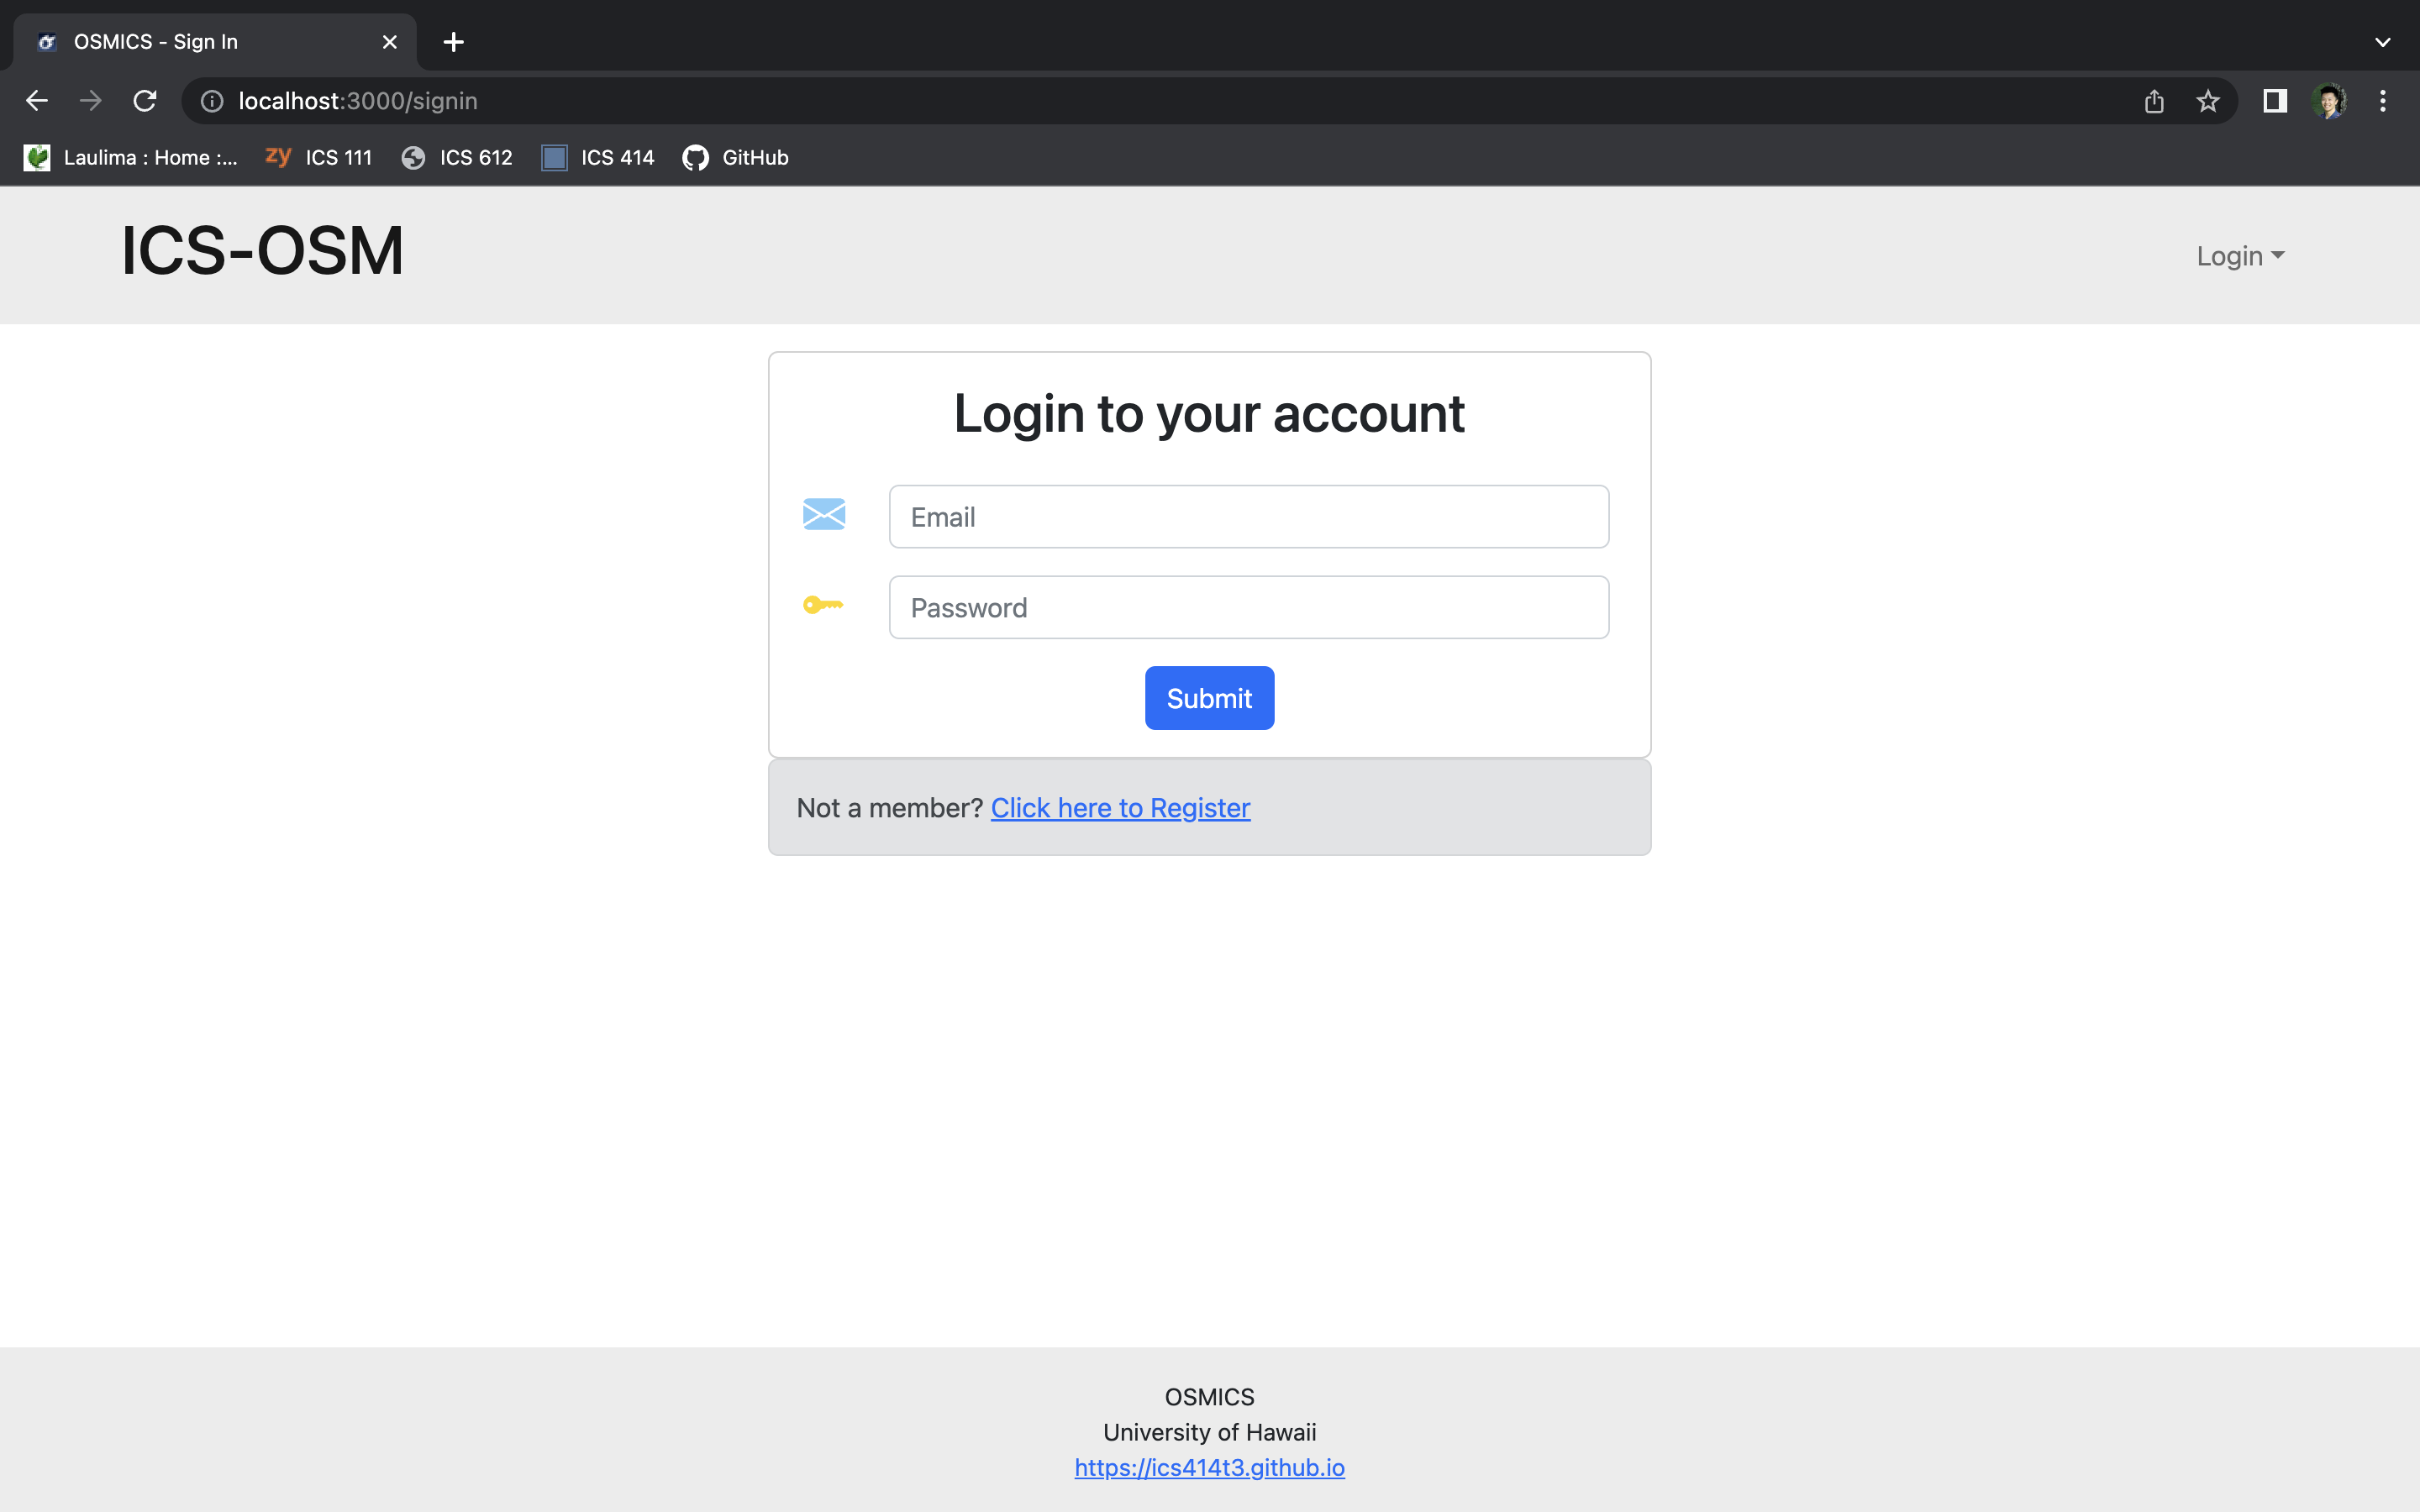 OSMICS - Sign In
localhost:3000/signin
Laulima : Home :... zy ICS 111 ICS 612 ICS 414 GitHub
ICS-OSM
Login
Login to your account
Email
Password
Submit
Not a member? Click here to Register
OSMICS
University of Hawaii
https://ics414t3.github.io